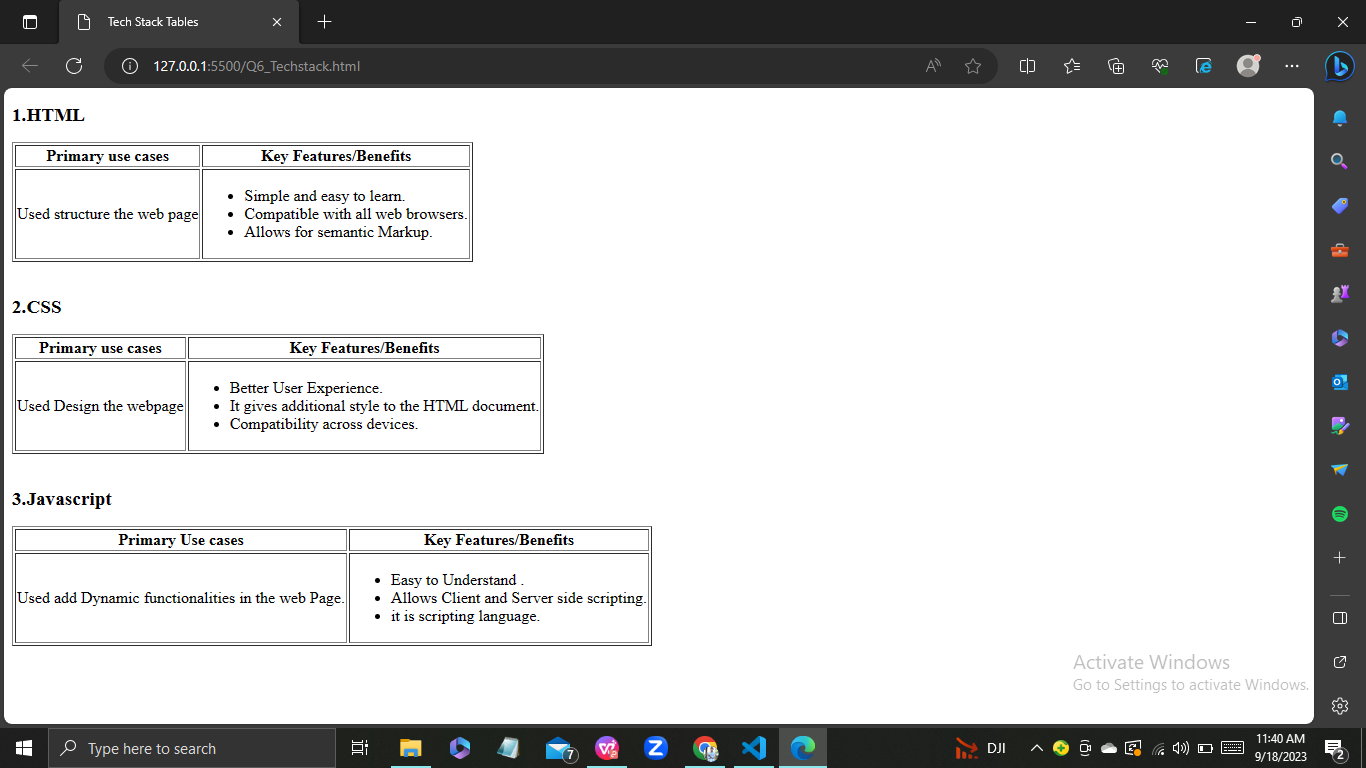 Tech Stack Tables
127.0.0.1:5500/Q6_Techstack.html
1.HTML
Primary use cases Key Features/Benefits
Used structure the web page
• Simple and easy to learn.
• Compatible with all web browsers.
• Allows for semantic Markup.
2.CSS
Primary use cases Key Features/Benefits
Used Design the webpage
• Better User Experience.
• It gives additional style to the HTML document.
• Compatibility across devices.
3.Javascript
Primary Use cases Key Features/Benefits
Used add Dynamic functionalities in the web Page.
• Easy to Understand .
• Allows Client and Server side scripting.
• it is scripting language.
Activate Windows
Go to Settings to activate Windows.
Type here to search
7
DJI
11:40 AM
9/18/2023
2